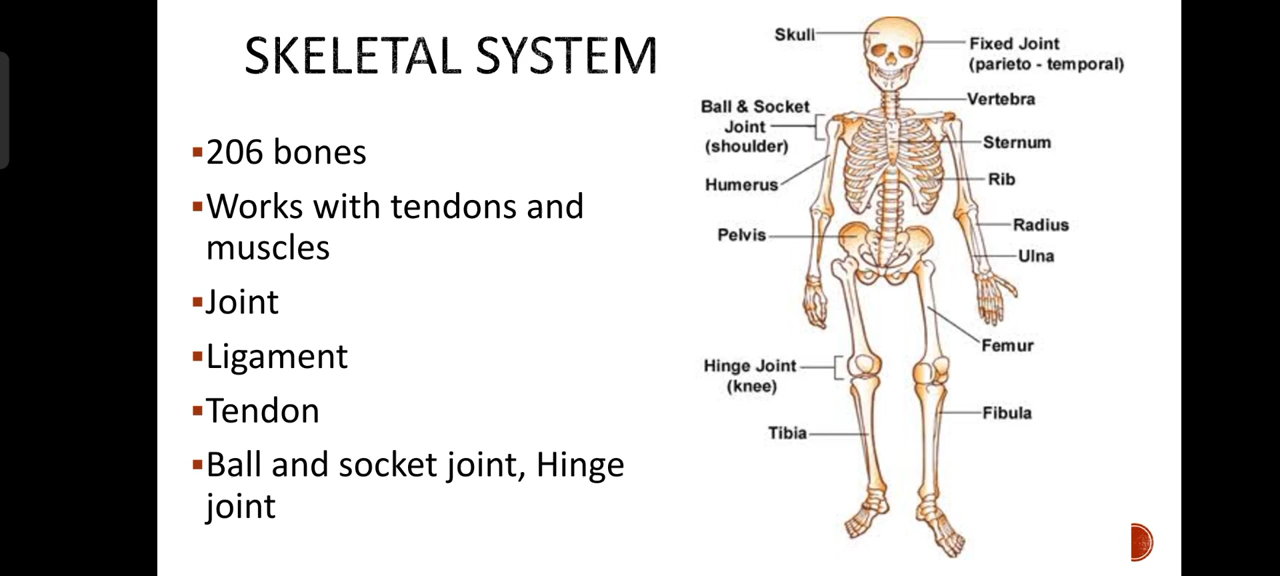 SKELETAL SYSTEM
▪206 bones
▪Works with tendons and
muscles
▪Joint
▪Ligament
▪Tendon
▪Ball and socket joint, Hinge
joint
Skull
Fixed Joint
(parieto - temporal)
Vertebra
Ball & Socket
Joint
(shoulder)
Sternum
Rib
Humerus
Radius
Pelvis
Ulna
Femur
Hinge Joint
(knee)
Fibula
Tibia